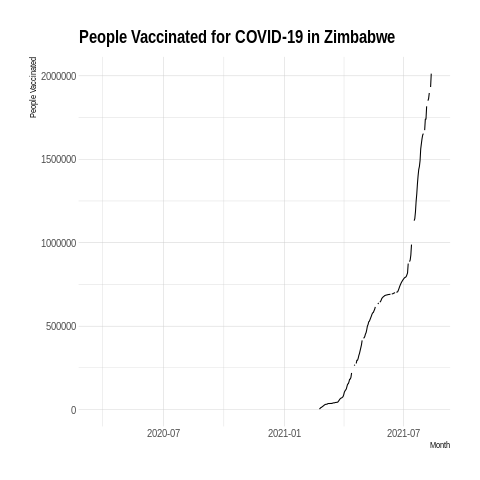 People Vaccinated for COVID-19 in Zimbabwe
People Vaccinated
2000000
1500000
1000000
500000
0
2020-07 2021-01 2021-07
Month